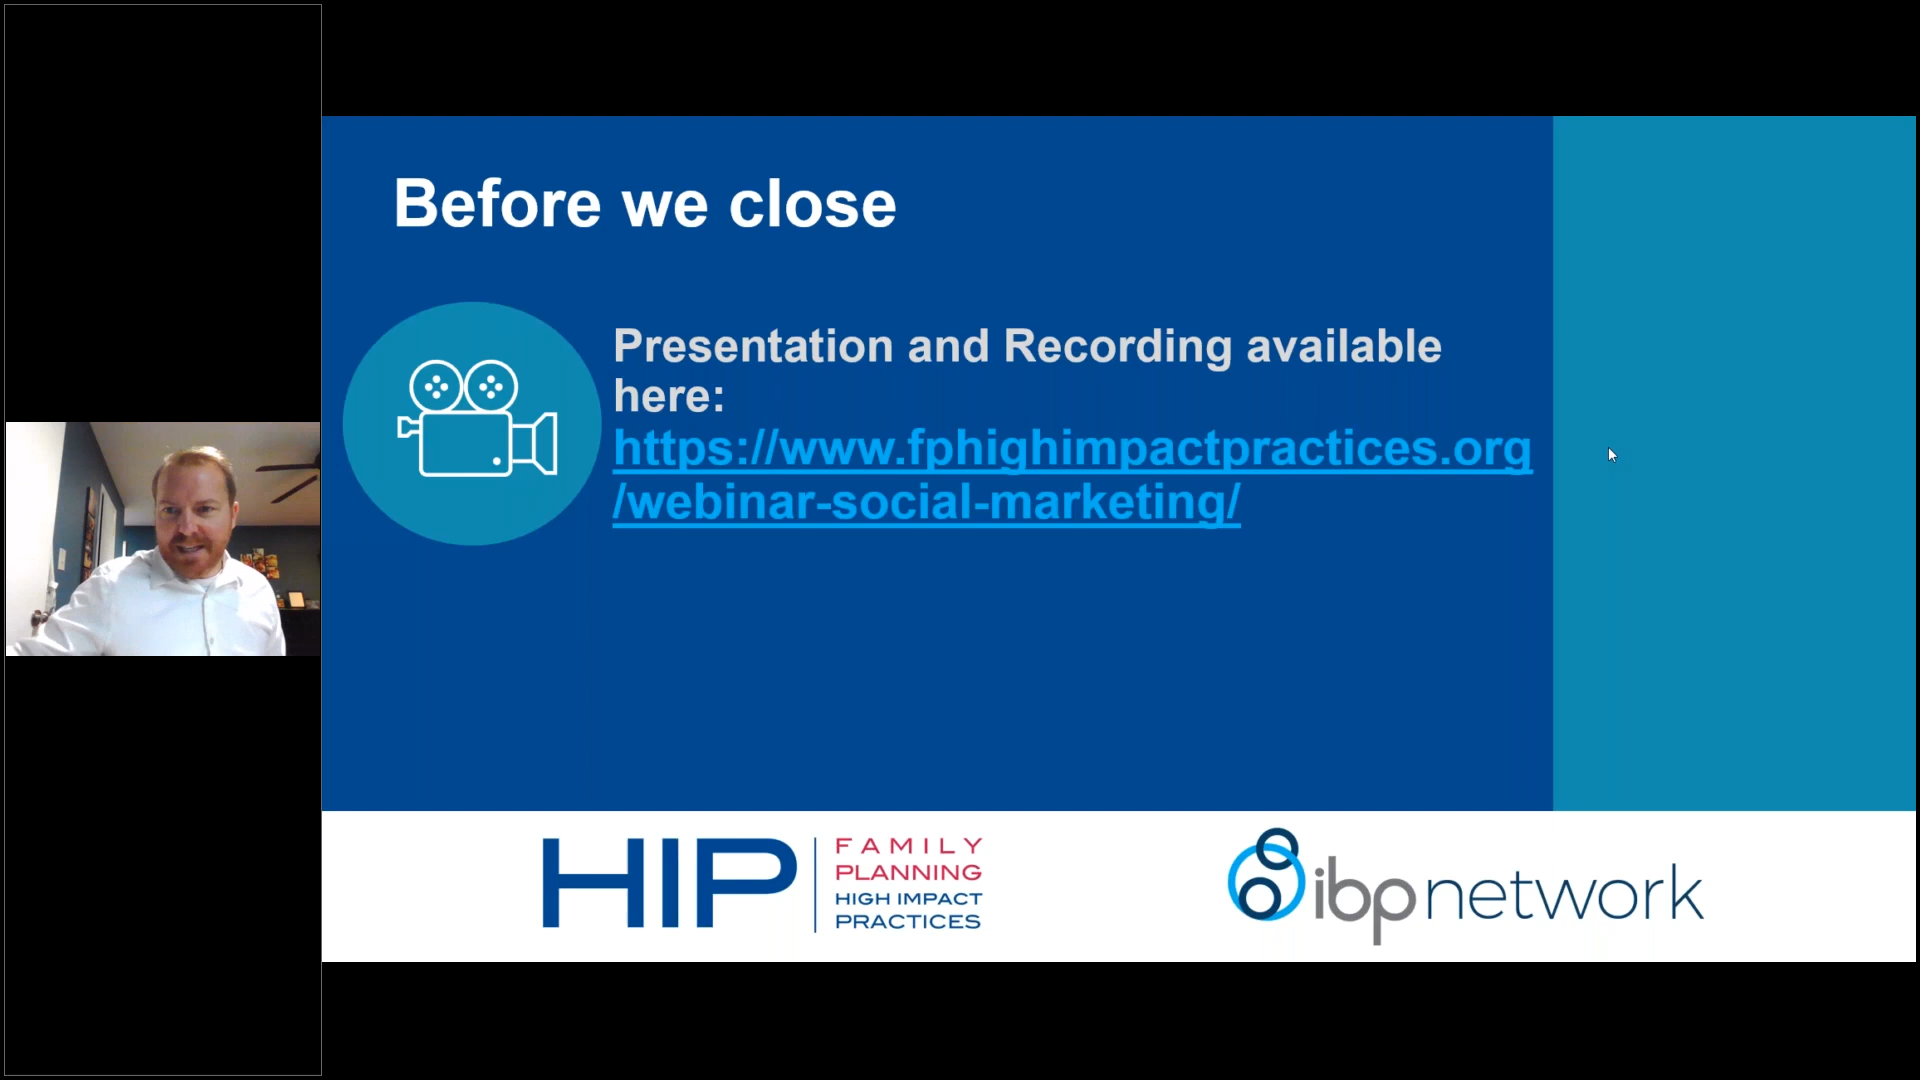 Before we close
Presentation and Recording available
here:
https://www.fphighimpactpractices.org
/webinar-social-marketing/
HIP
FAMILY
PLANNING
HIGH IMPACT
PRACTICES
ibpnetwork